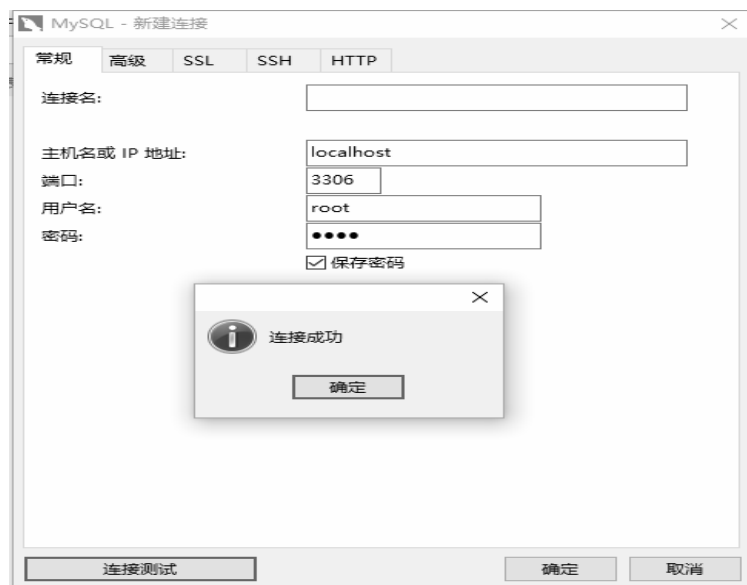 MySQL - 新建连接
常规 高级 SSL SSH HTTP
连接名:
主机名或 IP 地址: localhost
端口: 3306
用户名: root
密码: ●●●●
保存密码
连接成功
确定
连接测试 确定 取消